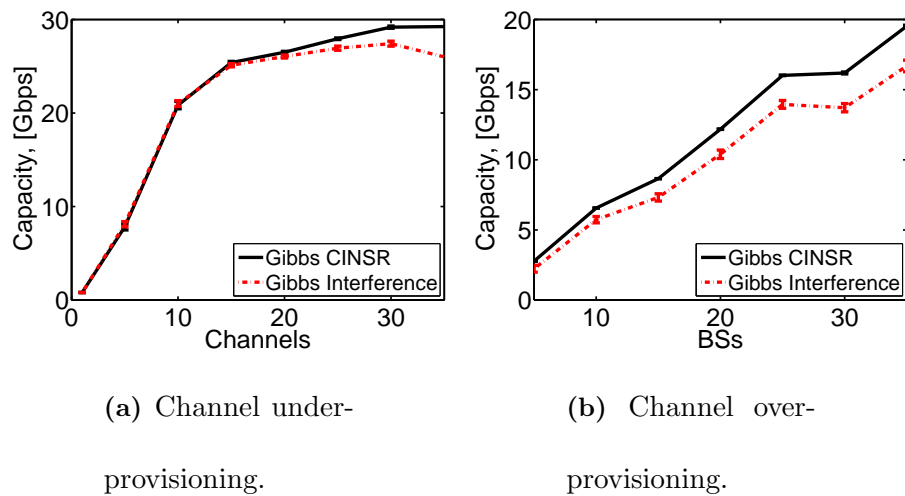 30
20
10
0
Capacity, [Gbps]
0 10 20 30
Channels
Gibbs CINSR
Gibbs Interference
20
15
10
5
0
Capacity, [Gbps]
10 20 30
BSs
Gibbs CINSR
Gibbs Interference
(a) Channel under-
provisioning.
(b) Channel over-
provisioning.